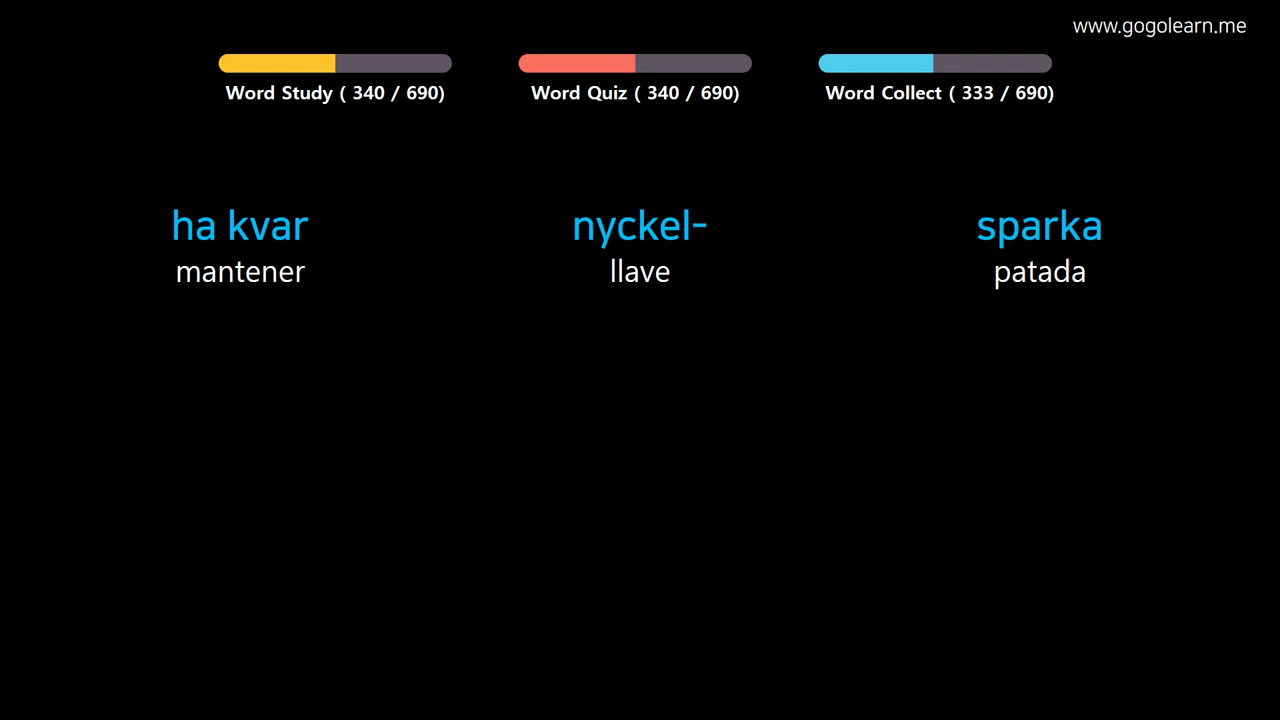 www.gogolearn.me
Word Study ( 340 / 690)
Word Quiz ( 340 / 690)
Word Collect ( 333 / 690)
ha kvar
mantener
nyckel-
llave
sparka
patada